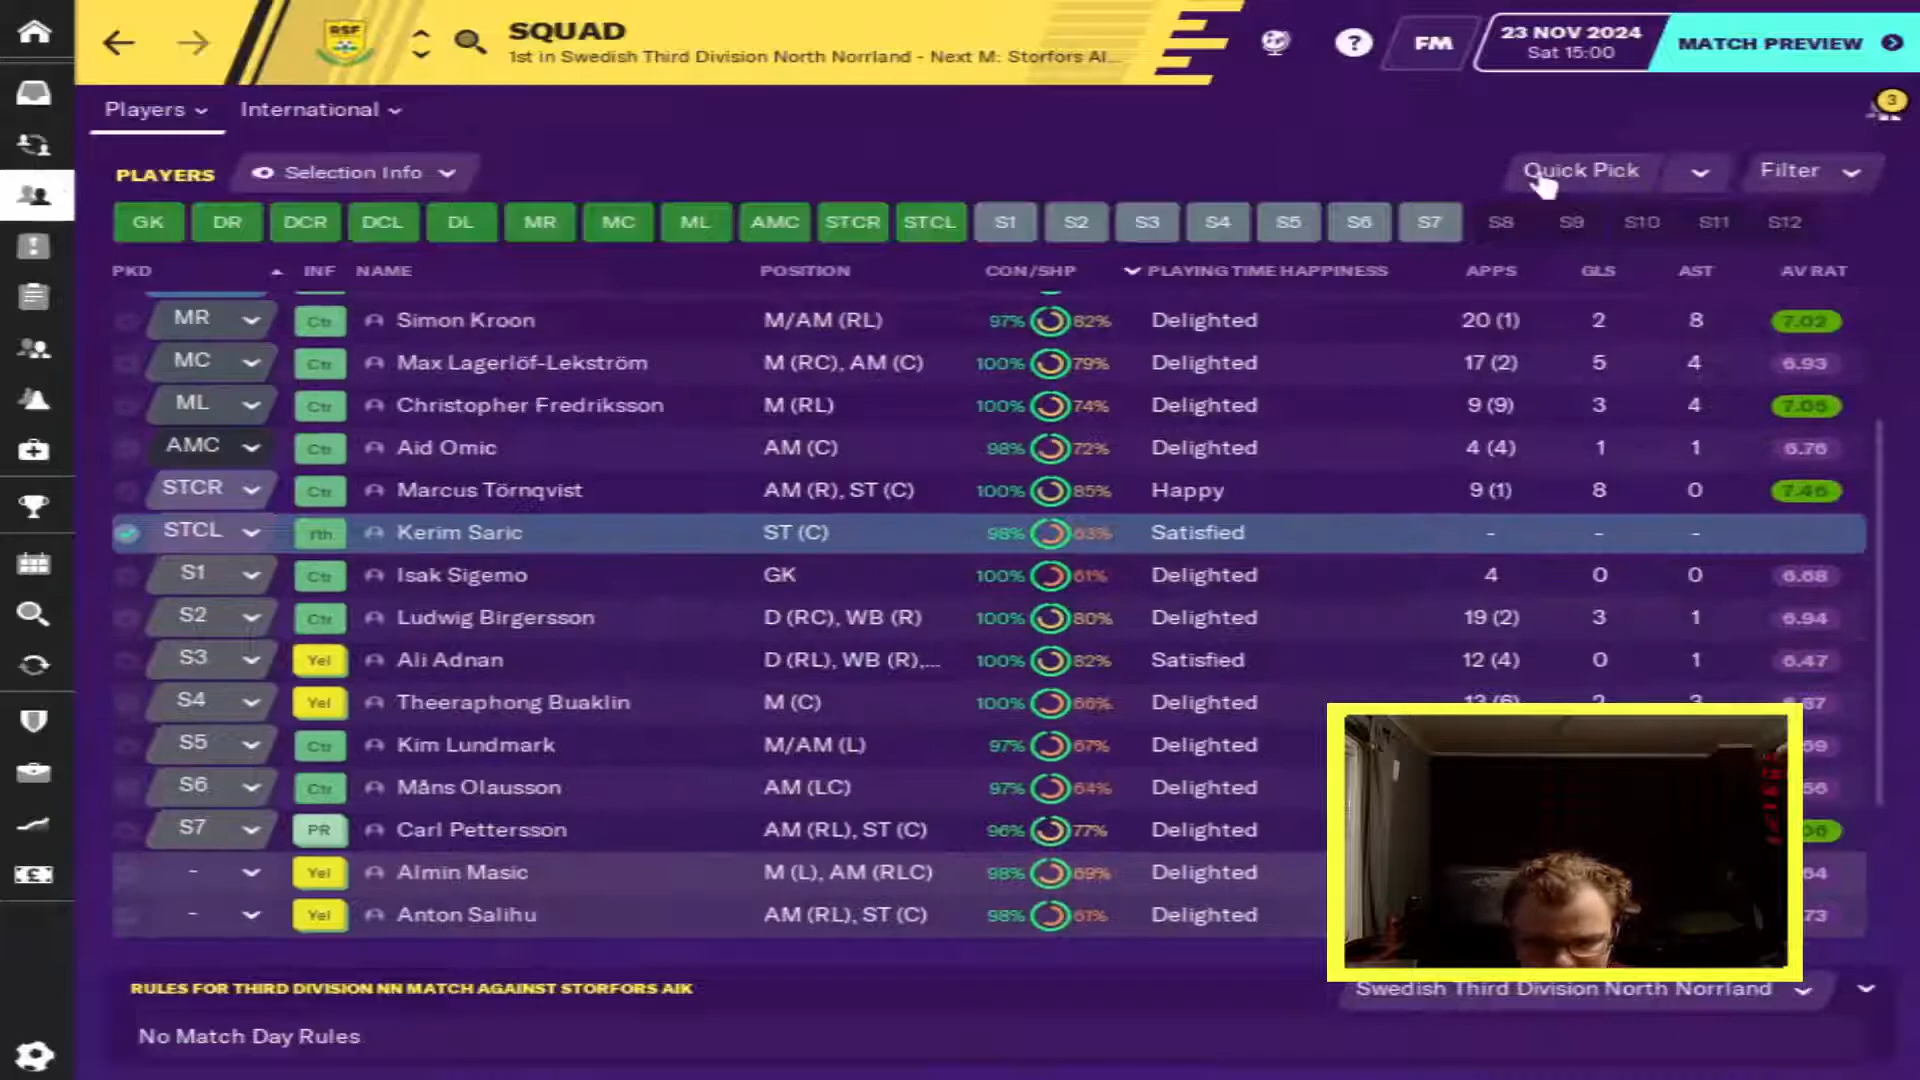 SQUAD
1st in Swedish Third Division North Norrland - Next M: Storfors AI...
RSF
FM
23 NOV 2024
Sat 15:00
MATCH PREVIEW
Players
International
3
PLAYERS
Selection Info
Quick Pick
Filter
GK DR DCR DCL DL MR MC ML AMC STCR STCL S1 S2 S3 S4 S5 S6 S7 S8 S9 S10 S11 S12
PKD INF NAME POSITION CON/SHP PLAYING TIME HAPPINESS APPS GLS AST AV RAT
MR Ctr Simon Kroon M/AM (RL) 97% 82% Delighted 20 (1) 2 8 7.02
MC Ctr Max Lagerlöf-Lekström M (RC), AM (C) 100% 79% Delighted 17 (2) 5 4 6.93
ML Ctr Christopher Fredriksson M (RL) 100% 74% Delighted 9 (9) 3 4 7.05
AMC Ctr Aid Omic AM (C) 98% 72% Delighted 4 (4) 1 1 6.76
STCR Ctr Marcus Törnqvist AM (R), ST (C) 100% 85% Happy 9 (1) 8 0
STCL Kerim Saric ST (C) 98% 63% Satisfied - - -
S1 Ctr Isak Sigemo GK 100% 61% Delighted 4 0 0 6.68
S2 Ctr Ludwig Birgersson D (RC), WB (R) 100% 80% Delighted 19 (2) 3 1 6.94
S3 Yel Ali Adnan D (RL), WB (R),... 100% 82% Satisfied 12 (4) 0 1 6.47
S4 Yel Theeraphong Buaklin M (C) 100% 66% Delighted
S5 Ctr Kim Lundmark M/AM (L) 97% 67% Delighted
S6 Ctr Måns Olausson AM (LC) 97% 64% Delighted
S7 PR Carl Pettersson AM (RL), ST (C) 96% 77% Delighted
- Yel Almin Masic M (L), AM (RLC) 98% 69% Delighted
- Yel Anton Salihu AM (RL), ST (C) 98% 61% Delighted
RULES FOR THIRD DIVISION NN MATCH AGAINST STORFORS AIK
Swedish Third Division North Norrland
No Match Day Rules